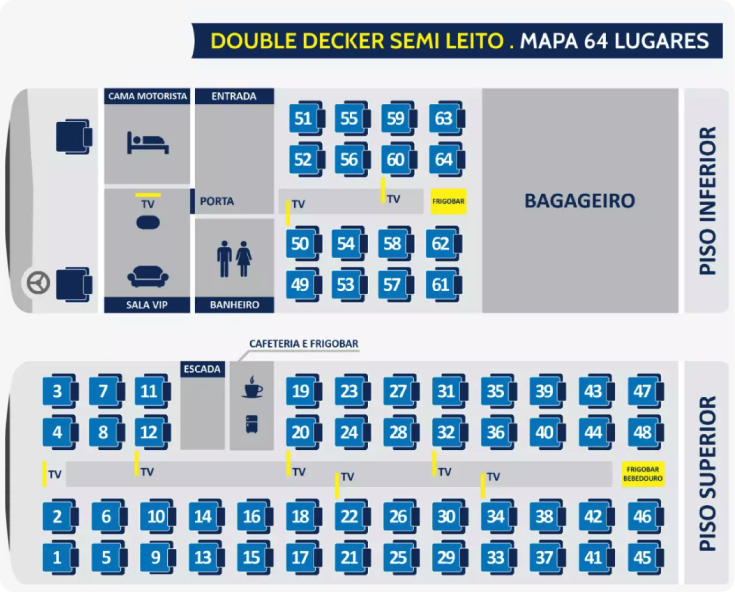 DOUBLE DECKER SEMI LEITO . MAPA 64 LUGARES
CAMA MOTORISTA
ENTRADA
51 55 59 63
52 56 60 64
TV
PORTA
TV
TV
FRIGOBAR
BAGAGEIRO
PISO INFERIOR
50 54 58 62
49 53 57 61
SALA VIP
BANHEIRO
CAFETERIA E FRIGOBAR
ESCADA
3 7 11 19 23 27 31 35 39 43 47
4 8 12 20 24 28 32 36 40 44 48
TV TV TV TV TV TV
FRIGOBAR
BEBEDOURO
PISO SUPERIOR
2 6 10 14 16 18 22 26 30 34 38 42 46
1 5 9 13 15 17 21 25 29 33 37 41 45